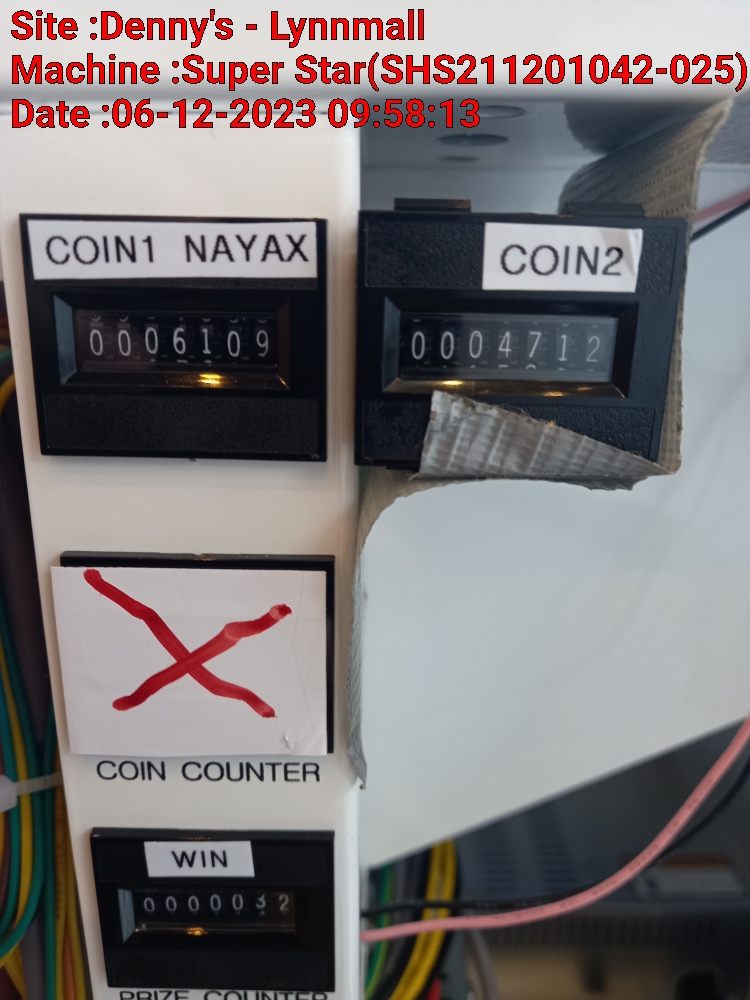 Site :Denny's - Lynnmall
Machine :Super Star(SHS211201042-025)
Date :06-12-2023 09:58:13
COIN1 NAYAX
0006109
COIN2
0004712
COIN COUNTER
WIN
0000032
PRIZE COUNTER